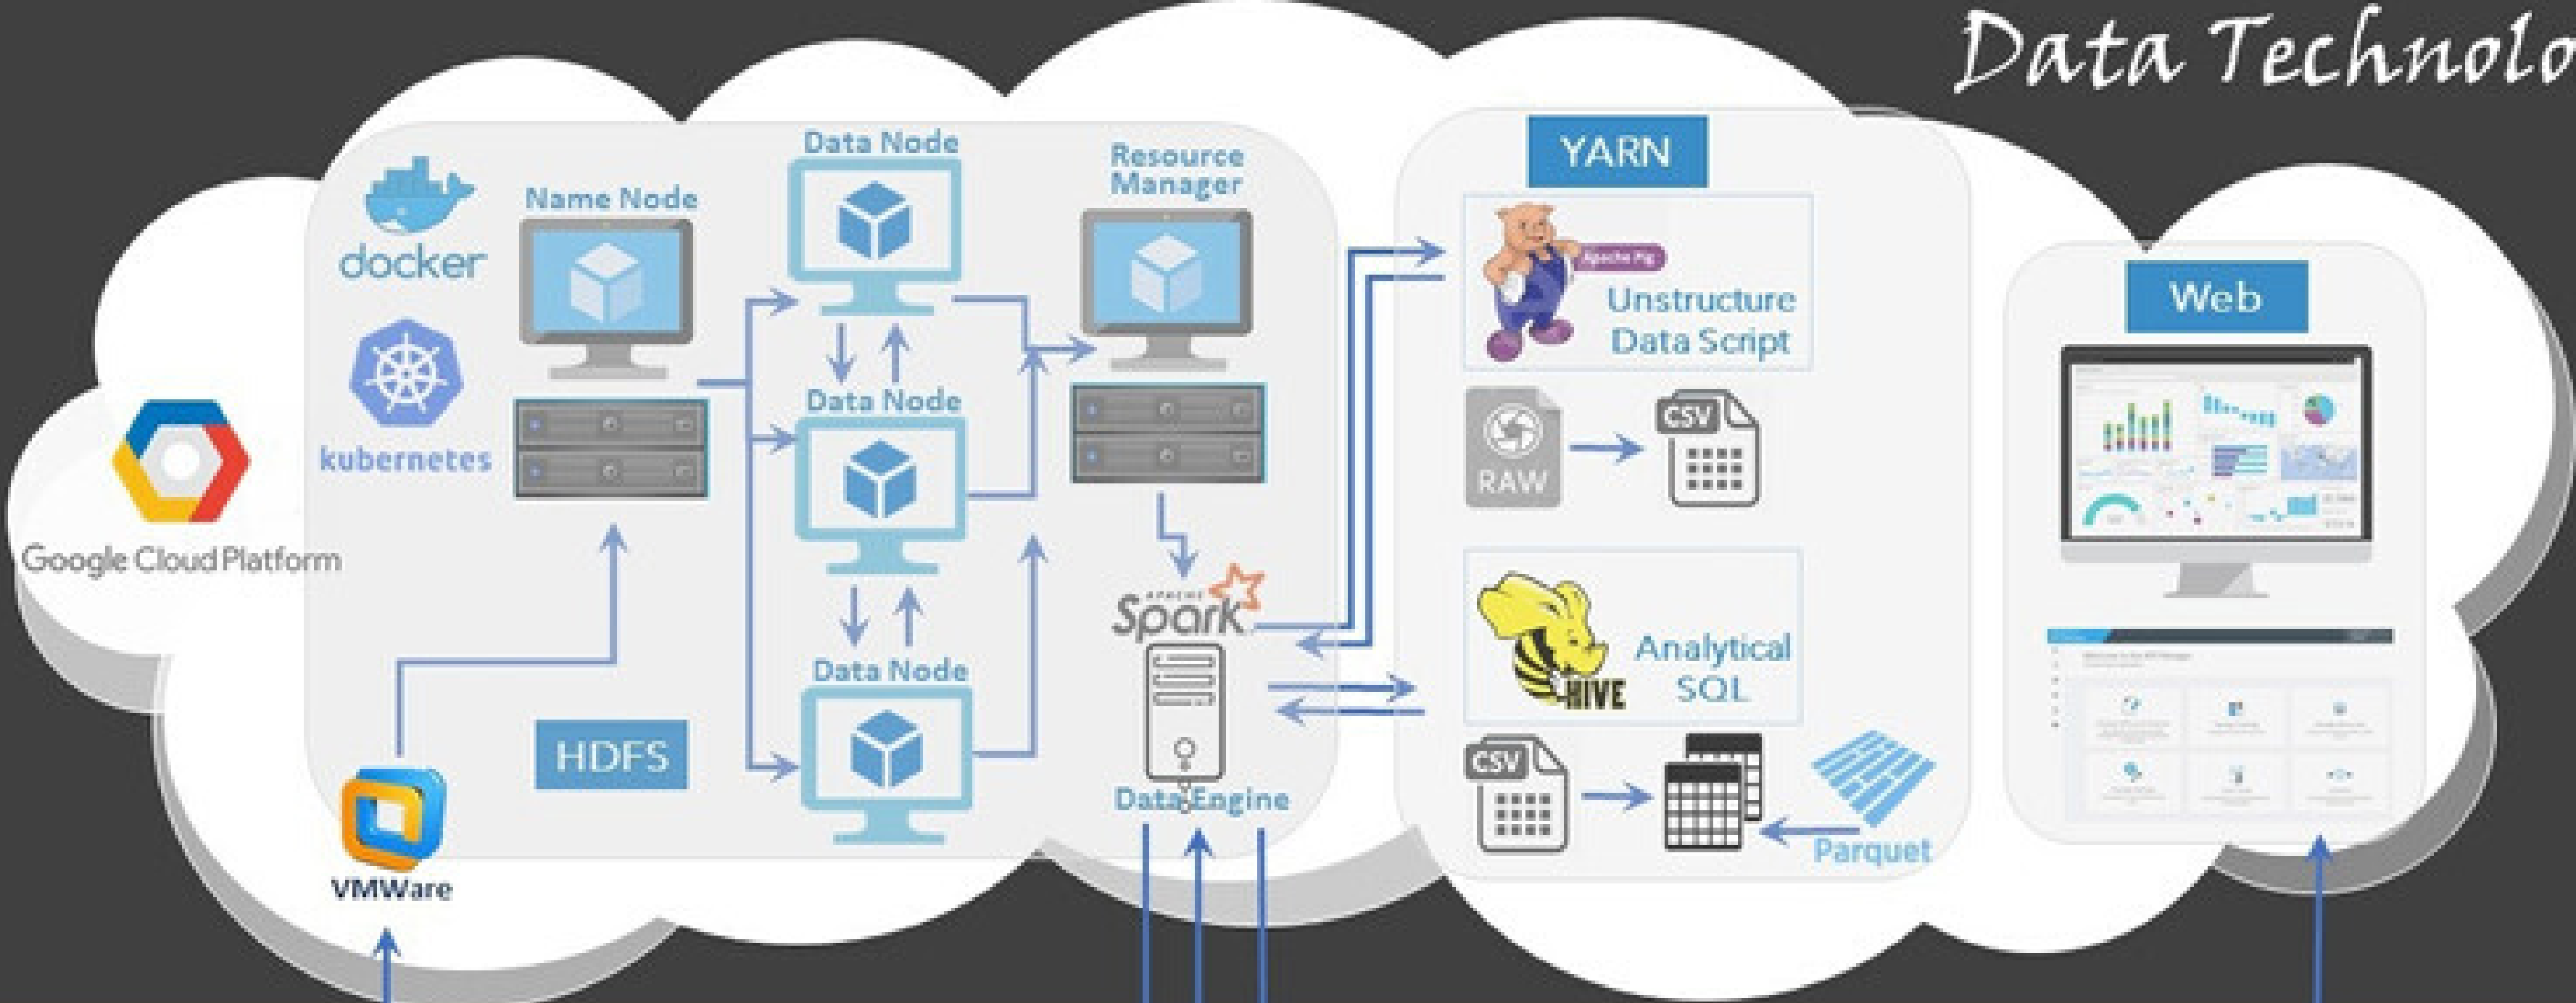 Data Technolo
Data Node
Resource
Manager
YARN
docker
Name Node
Apache Pig
Unstructure
Data Script
Web
kubernetes
Data Node
RAW
CSV
Google Cloud Platform
APACHE
Spark
Data Node
HIVE
Analytical
SQL
HDFS
CSV
Data Engine
Parquet
VMWare